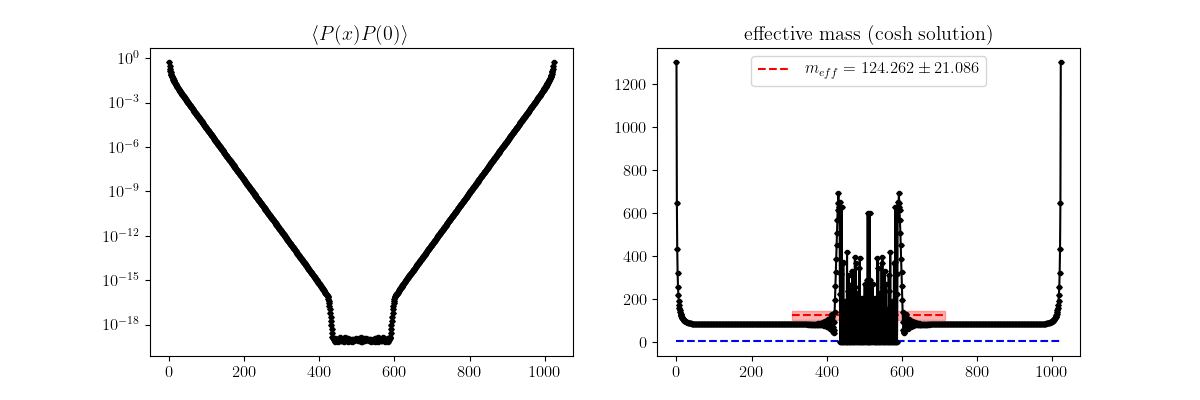 ⟨P(x)P(0)⟩
10^0
10^−3
10^−6
10^−9
10^−12
10^−15
10^−18
0 200 400 600 800 1000
effective mass (cosh solution)
m_eff = 124.262 ± 21.086
1200
1000
800
600
400
200
0
0 200 400 600 800 1000